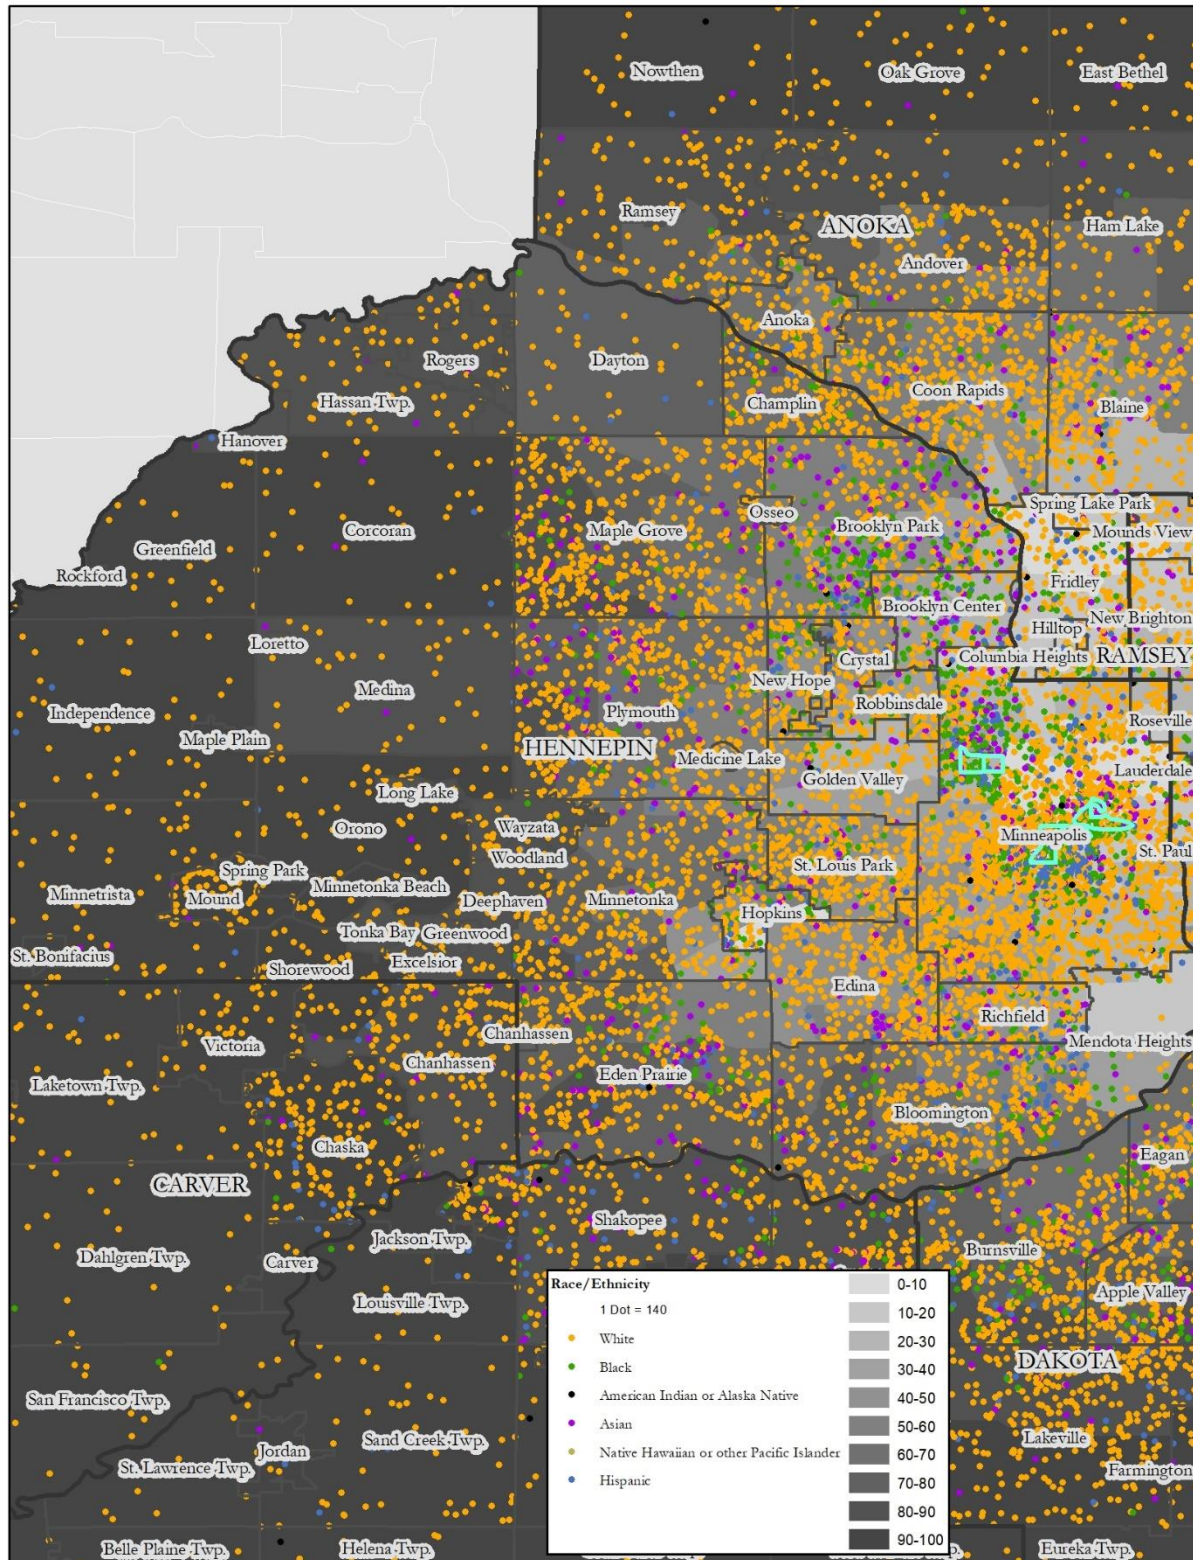 Nowthen
Oak Grove
East Bethel
Ramsey
ANOKA
Ham Lake
Andover
Anoka
Rogers
Dayton
Coon Rapids
Hassan Twp.
Champlin
Blaine
Hanover
Spring Lake Park
Osseo
Corcoran
Maple Grove
Brooklyn Park
Mounds View
Greenfield
Rockford
Fridley
Brooklyn Center
New Brighton
Hilltop
Loretto
Crystal
Columbia Heights
RAMSEY
New Hope
Medina
Robbinsdale
Independence
Plymouth
Roseville
Maple Plain
HENNEPIN
Medicine Lake
Golden Valley
Lauderdale
Long Lake
Orono
Wayzata
Minneapolis
Woodland
St. Paul
Spring Park
St. Louis Park
Minnetonka Beach
Minnetrista
Mound
Deephaven
Minnetonka
Hopkins
Tonka Bay
Greenwood
St. Bonifacius
Excelsior
Shorewood
Edina
Richfield
Victoria
Chanhassen
Mendota Heights
Chanhassen
Laketown Twp.
Eden Prairie
Bloomington
Chaska
Eagan
CARVER
Shakopee
Jackson Twp.
Dahlgren Twp.
Carver
Burnsville
Louisville Twp.
Apple Valley
DAKOTA
San Francisco Twp.
Sand Creek Twp.
Jordan
St. Lawrence Twp.
Lakeville
Farmington
Belle Plaine Twp.
Helena Twp.
Eureka Twp.
Race/Ethnicity
1 Dot = 140
White
Black
American Indian or Alaska Native
Asian
Native Hawaiian or other Pacific Islander
Hispanic
0-10
10-20
20-30
30-40
40-50
50-60
60-70
70-80
80-90
90-100